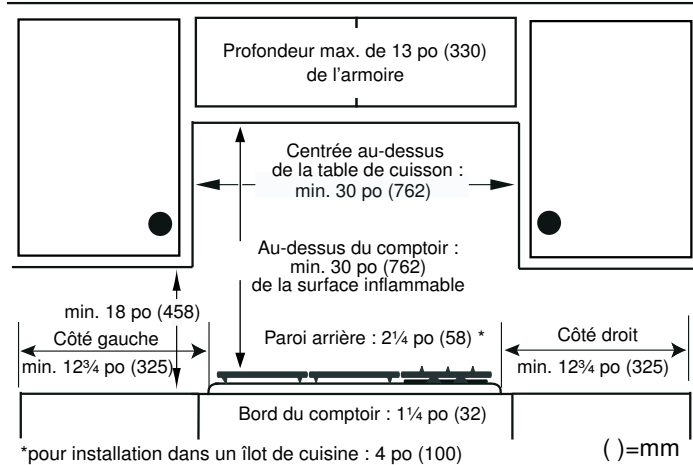 Profondeur max. de 13 po (330)
de l'armoire
Centrée au-dessus
de la table de cuisson :
min. 30 po (762)
Au-dessus du comptoir :
min. 30 po (762)
de la surface inflammable
min. 18 po (458)
Côté gauche
min. 12¾ po (325)
Paroi arrière : 2¼ po (58) *
Côté droit
min. 12¾ po (325)
Bord du comptoir : 1¼ po (32)
*pour installation dans un îlot de cuisine : 4 po (100)
( )=mm